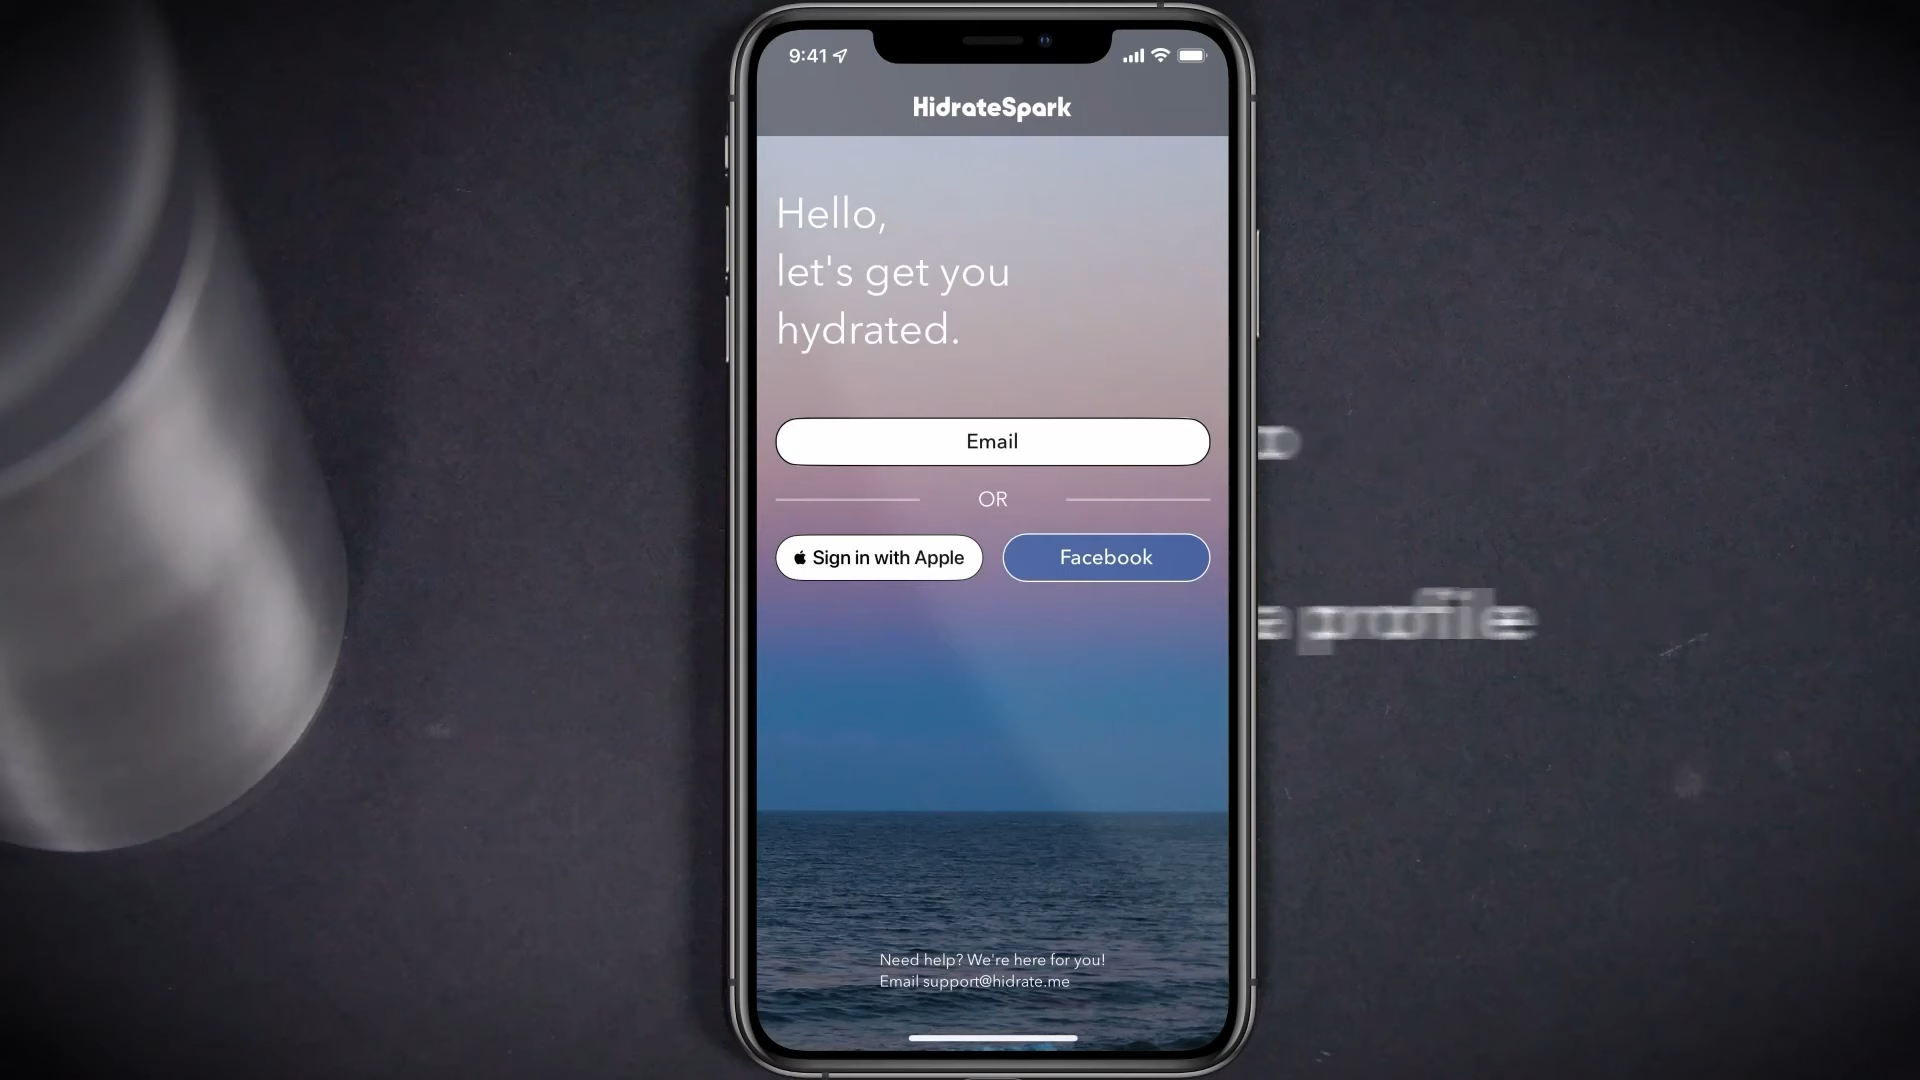 9:41
HidrateSpark
Hello,
let's get you
hydrated.
Email
OR
Sign in with Apple
Facebook
a profile
Need help? We're here for you!
Email support@hidrate.me